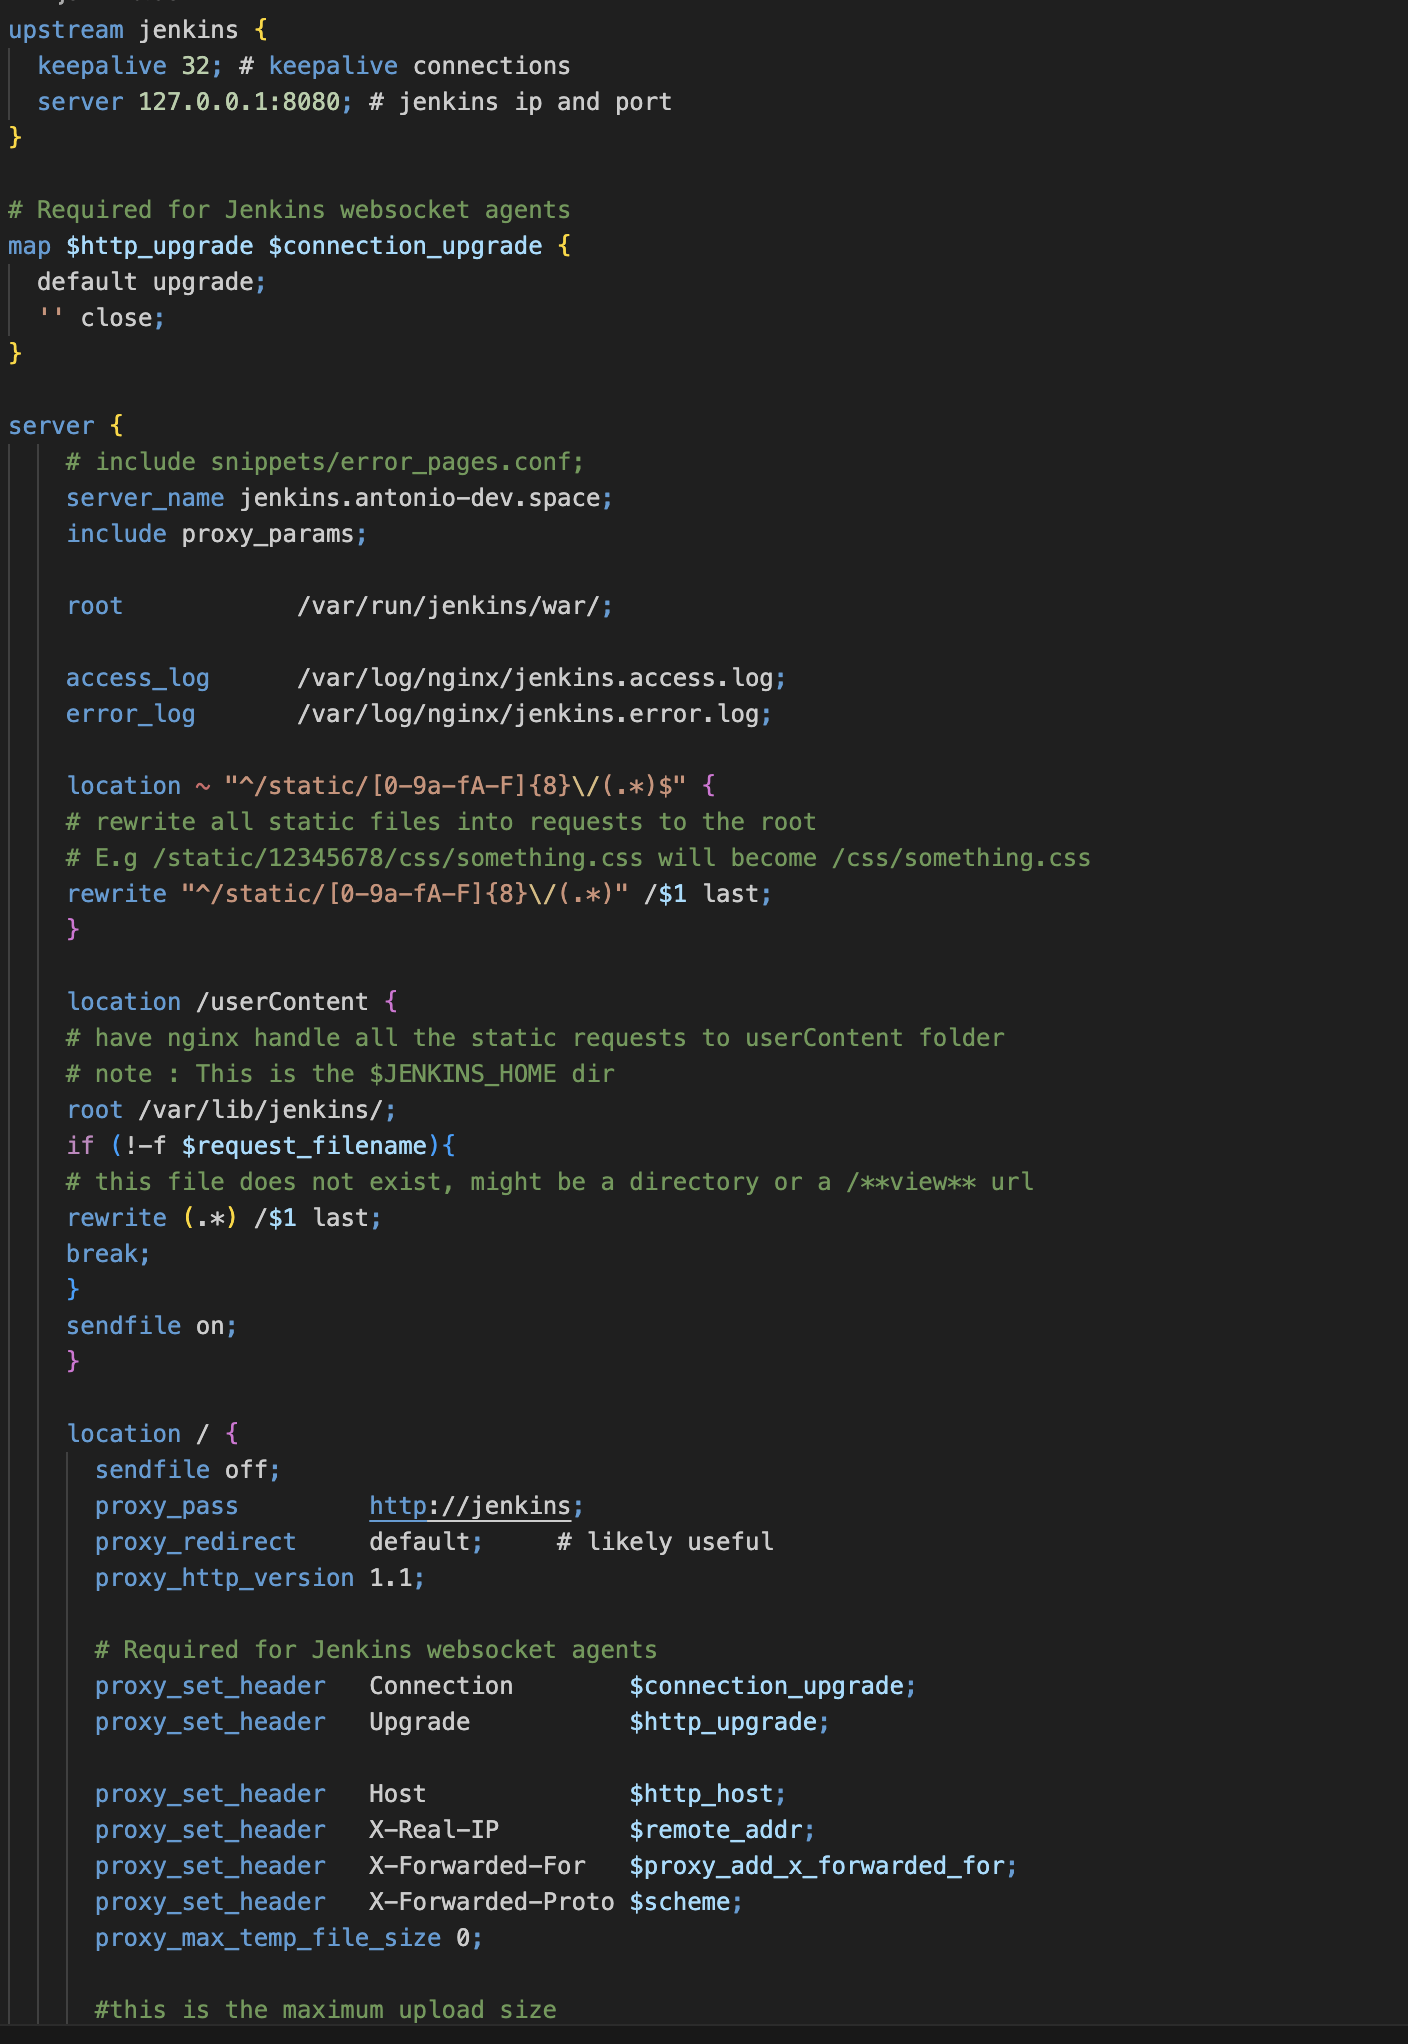 upstream jenkins {
  keepalive 32; # keepalive connections
  server 127.0.0.1:8080; # jenkins ip and port
}

# Required for Jenkins websocket agents
map $http_upgrade $connection_upgrade {
  default upgrade;
  '' close;
}

server {
    # include snippets/error_pages.conf;
    server_name jenkins.antonio-dev.space;
    include proxy_params;

    root            /var/run/jenkins/war/;

    access_log      /var/log/nginx/jenkins.access.log;
    error_log       /var/log/nginx/jenkins.error.log;

    location ~ "^/static/[0-9a-fA-F]{8}\/(.*)$" {
    # rewrite all static files into requests to the root
    # E.g /static/12345678/css/something.css will become /css/something.css
    rewrite "^/static/[0-9a-fA-F]{8}\/(.*)" /$1 last;
    }

    location /userContent {
    # have nginx handle all the static requests to userContent folder
    # note : This is the $JENKINS_HOME dir
    root /var/lib/jenkins/;
    if (!-f $request_filename){
    # this file does not exist, might be a directory or a /**view** url
    rewrite (.*) /$1 last;
    break;
    }
    sendfile on;
    }

    location / {
      sendfile off;
      proxy_pass         http://jenkins;
      proxy_redirect     default;     # likely useful
      proxy_http_version 1.1;

      # Required for Jenkins websocket agents
      proxy_set_header   Connection        $connection_upgrade;
      proxy_set_header   Upgrade           $http_upgrade;

      proxy_set_header   Host              $http_host;
      proxy_set_header   X-Real-IP         $remote_addr;
      proxy_set_header   X-Forwarded-For   $proxy_add_x_forwarded_for;
      proxy_set_header   X-Forwarded-Proto $scheme;
      proxy_max_temp_file_size 0;

      #this is the maximum upload size